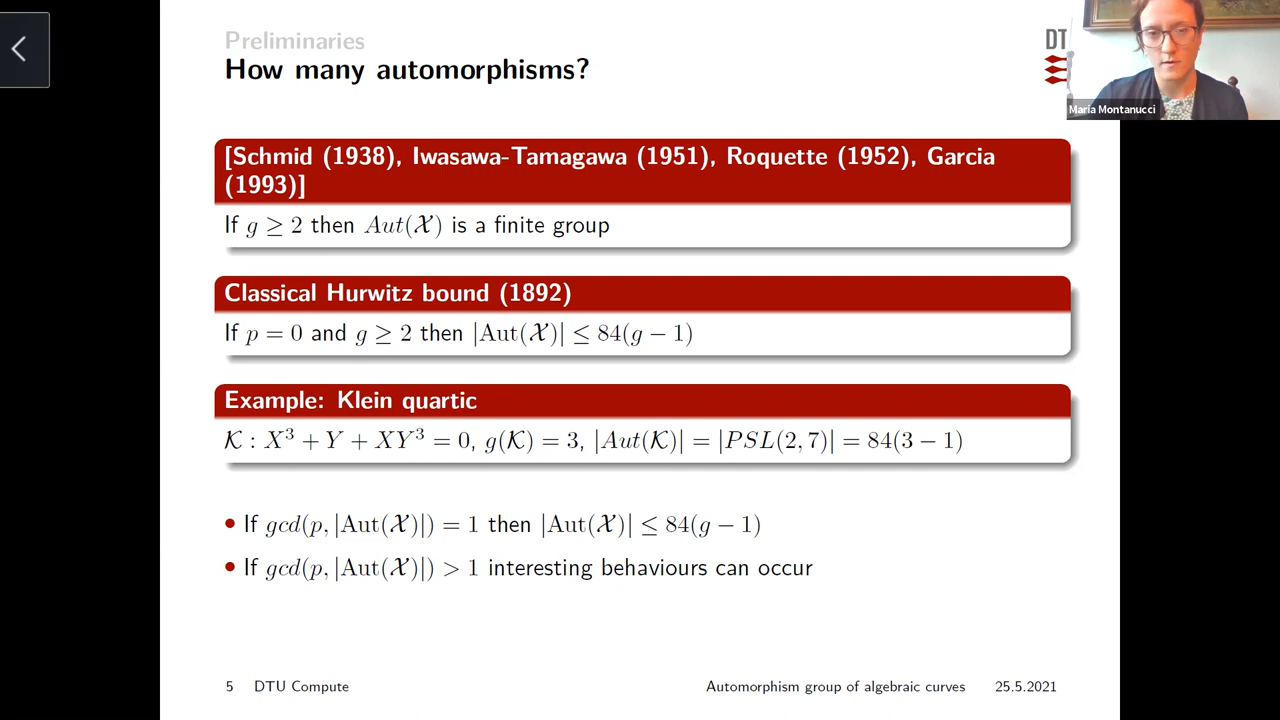 Preliminaries
How many automorphisms?
DT
Maria Montanucci
[Schmid (1938), Iwasawa-Tamagawa (1951), Roquette (1952), Garcia
(1993)]
If g ≥ 2 then Aut(𝒳) is a finite group
Classical Hurwitz bound (1892)
If p = 0 and g ≥ 2 then |Aut(𝒳)| ≤ 84(g − 1)
Example: Klein quartic
𝒦 : X³ + Y + XY³ = 0, g(𝒦) = 3, |Aut(𝒦)| = |PSL(2, 7)| = 84(3 − 1)
• If gcd(p, |Aut(𝒳)|) = 1 then |Aut(𝒳)| ≤ 84(g − 1)
• If gcd(p, |Aut(𝒳)|) > 1 interesting behaviours can occur
5 DTU Compute Automorphism group of algebraic curves 25.5.2021